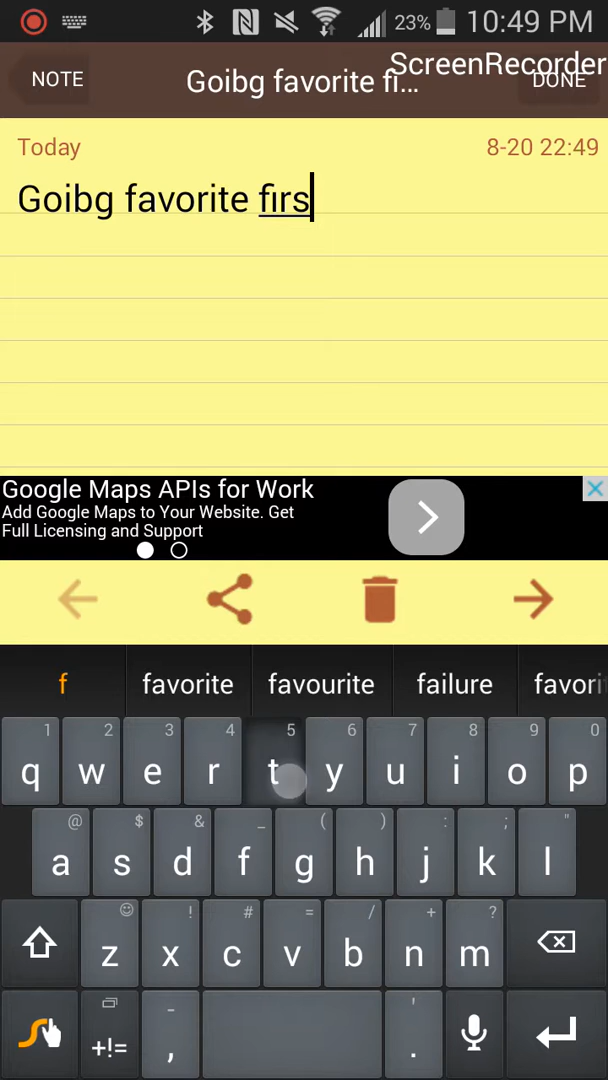 23% 10:49 PM
ScreenRecorder
NOTE Goibg favorite fi... DONE
Today 8-20 22:49
Goibg favorite firs
Google Maps APIs for Work
Add Google Maps to Your Website. Get
Full Licensing and Support
f favorite favourite failure favori
1 2 3 4 5 6 7 8 9 0
q w e r t y u i o p
@ $ & _ ( ) : ; "
a s d f g h j k l
! # = / + ?
z x c v b n m
- '
+!= , .